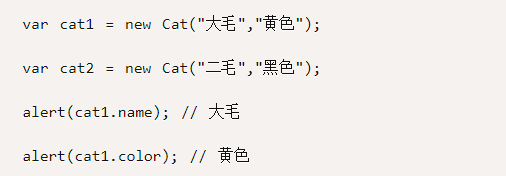 var cat1 = new Cat("大毛","黄色");
var cat2 = new Cat("二毛","黑色");
alert(cat1.name); // 大毛
alert(cat1.color); // 黄色